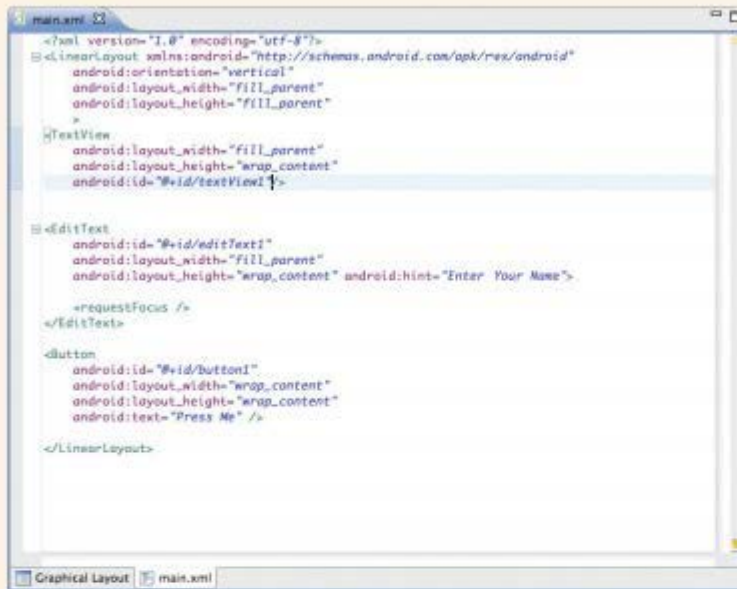 main.xml
<?xml version="1.0" encoding="utf-8"?>
<LinearLayout xmlns:android="http://schemas.android.com/apk/res/android"
android:orientation="vertical"
android:layout_width="fill_parent"
android:layout_height="fill_parent"
>
<TextView
android:layout_width="fill_parent"
android:layout_height="wrap_content"
android:id="@+id/textView1"/>
<EditText
android:id="@+id/editText1"
android:layout_width="fill_parent"
android:layout_height="wrap_content" android:hint="Enter Your Name">
<requestFocus />
</EditText>
<Button
android:id="@+id/button1"
android:layout_width="wrap_content"
android:layout_height="wrap_content"
android:text="Press Me" />
</LinearLayout>
Graphical Layout main.xml